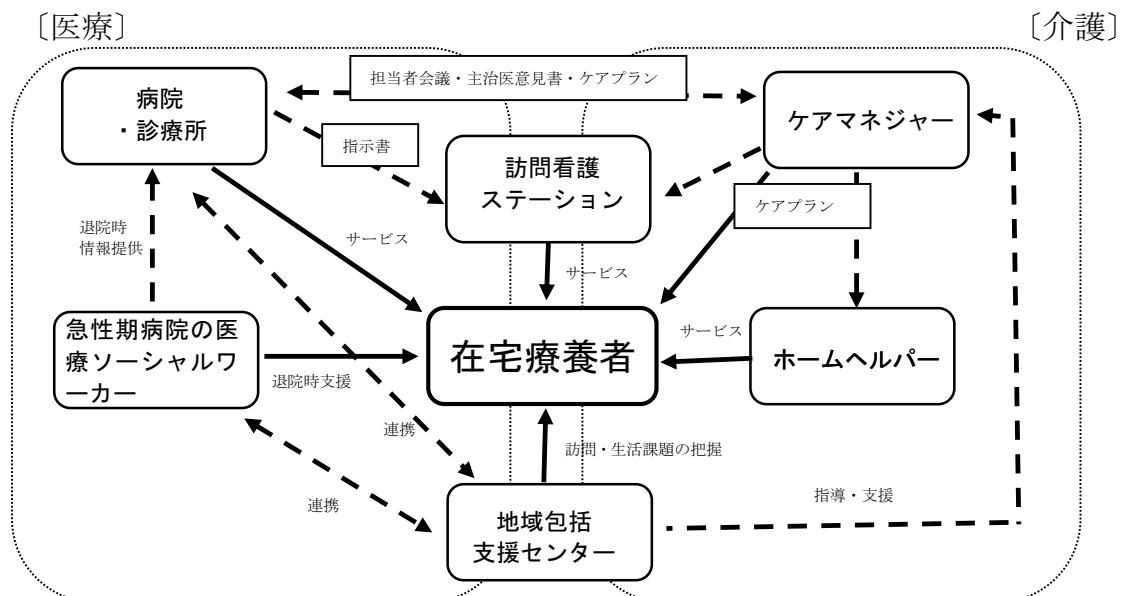 〔医療〕
〔介護〕
担当者会議・主治医意見書・ケアプラン
病院
・診療所
ケアマネジャー
指示書
訪問看護
ステーション
ケアプラン
退院時
情報提供
サービス
サービス
サービス
急性期病院の医
療ソーシャルワ
ーカー
在宅療養者
ホームヘルパー
退院時支援
連携
訪問・生活課題の把握
連携
地域包括
支援センター
指導・支援